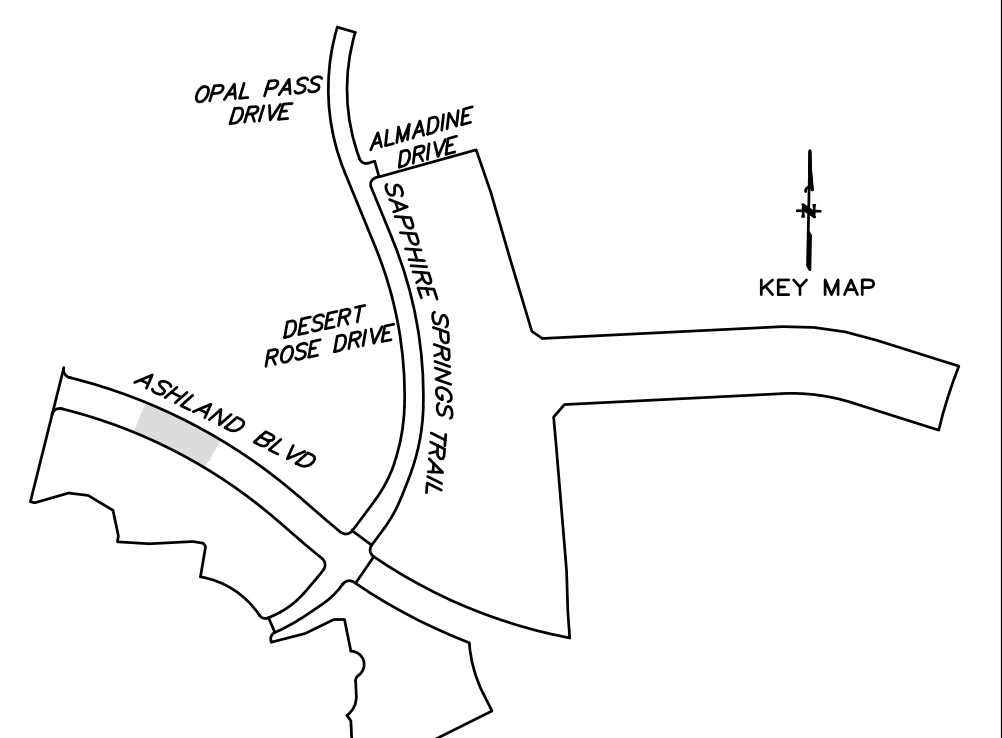 OPAL PASS
DRIVE
ALMADINE
DRIVE
SAPPHIRE SPRINGS TRAIL
N
KEY MAP
DESERT
ROSE DRIVE
ASHLAND BLVD